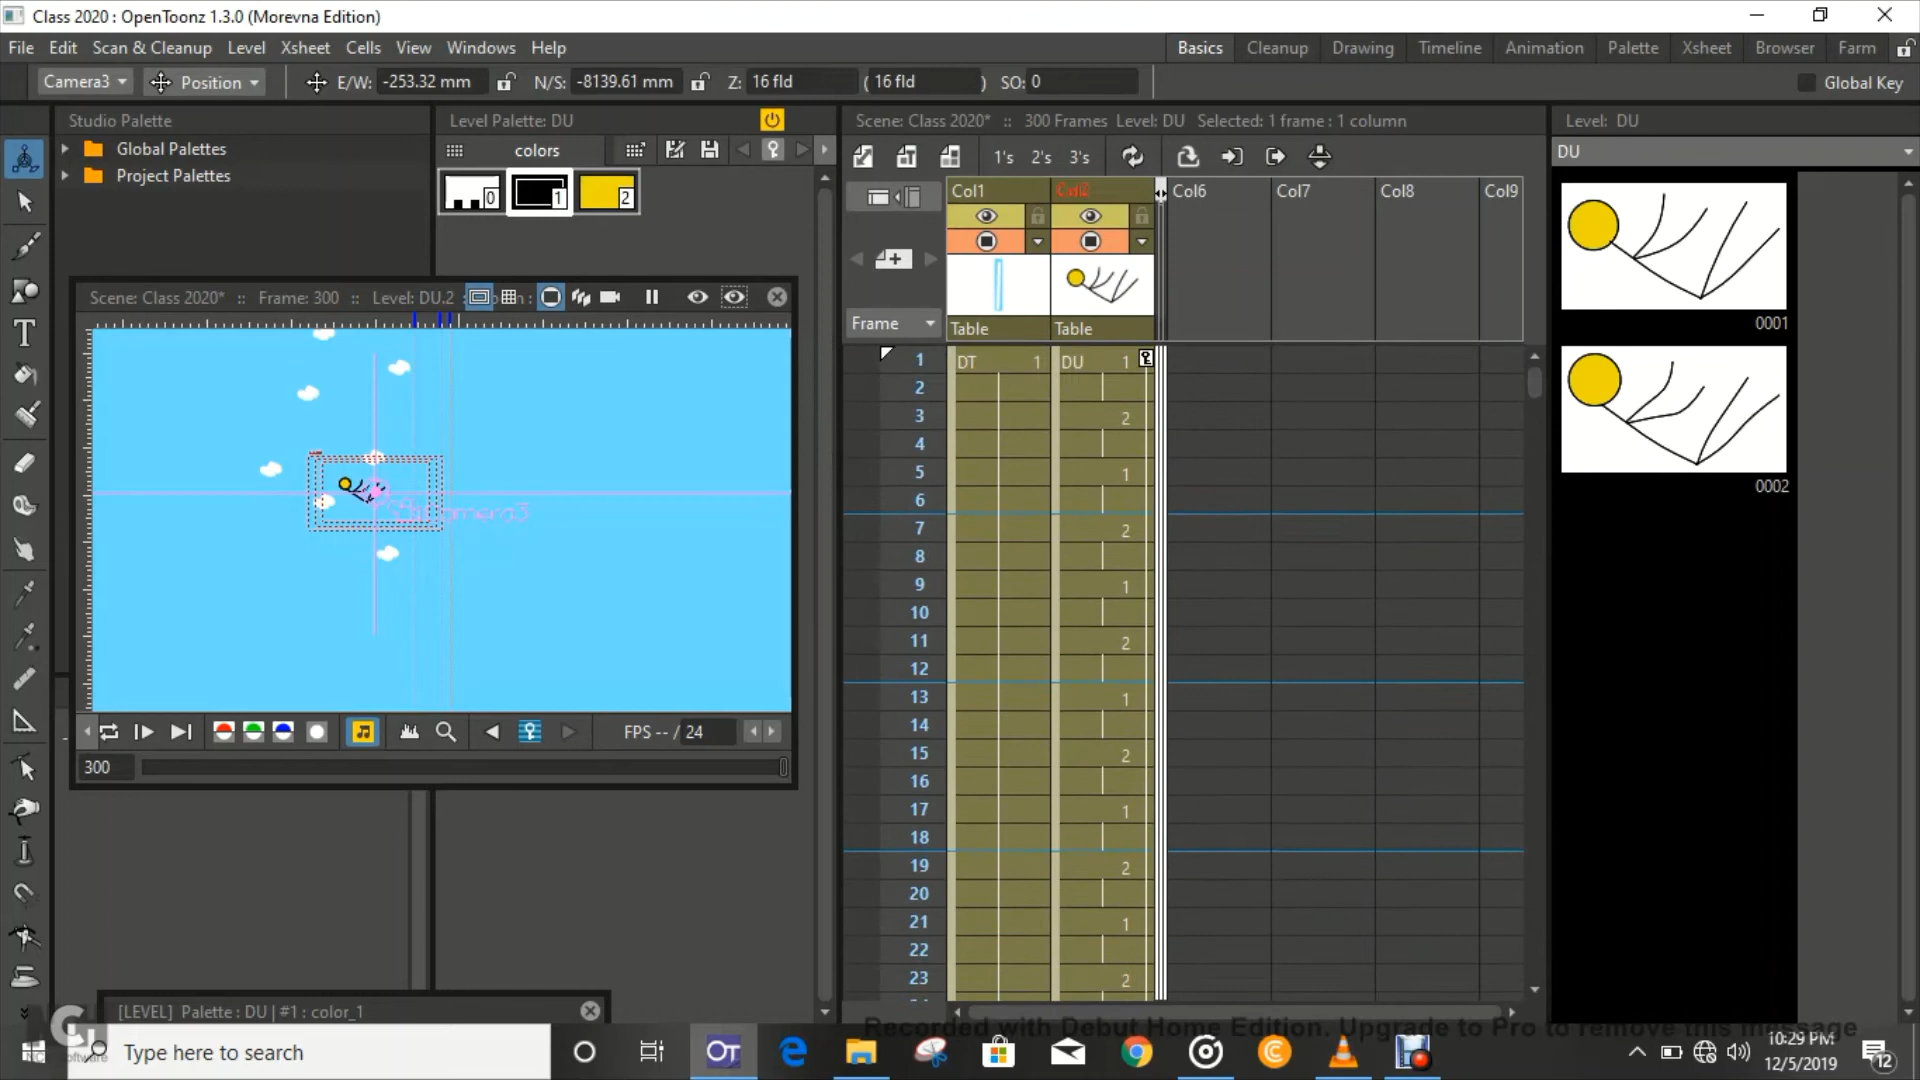 Class 2020 : OpenToonz 1.3.0 (Morevna Edition)
File Edit Scan & Cleanup Level Xsheet Cells View Windows Help
Basics Cleanup Drawing Timeline Animation Palette Xsheet Browser Farm
Camera3 Position E/W: -253.32 mm N/S: -8139.61 mm Z: 16 fld ( 16 fld ) SO: 0 Global Key
Studio Palette
Global Palettes
Project Palettes
Level Palette: DU
colors
0 1 2
Scene: Class 2020* :: Frame: 300 :: Level: DU.2
Camera3
FPS -- / 24
300
[LEVEL] Palette : DU | #1 : color_1
Scene: Class 2020* :: 300 Frames Level: DU Selected: 1 frame : 1 column
1's 2's 3's
Col1 Col2 Col6 Col7 Col8 Col9
Frame Table Table
1 DT 1 DU 1
2
3 2
4
5 1
6
7 2
8
9 1
10
11 2
12
13 1
14
15 2
16
17 1
18
19 2
20
21 1
22
23 2
Level: DU
DU
0001
0002
Recorded with Debut Home Edition. Upgrade to Pro to remove this message
Type here to search
OT
10:29 PM
12/5/2019
12